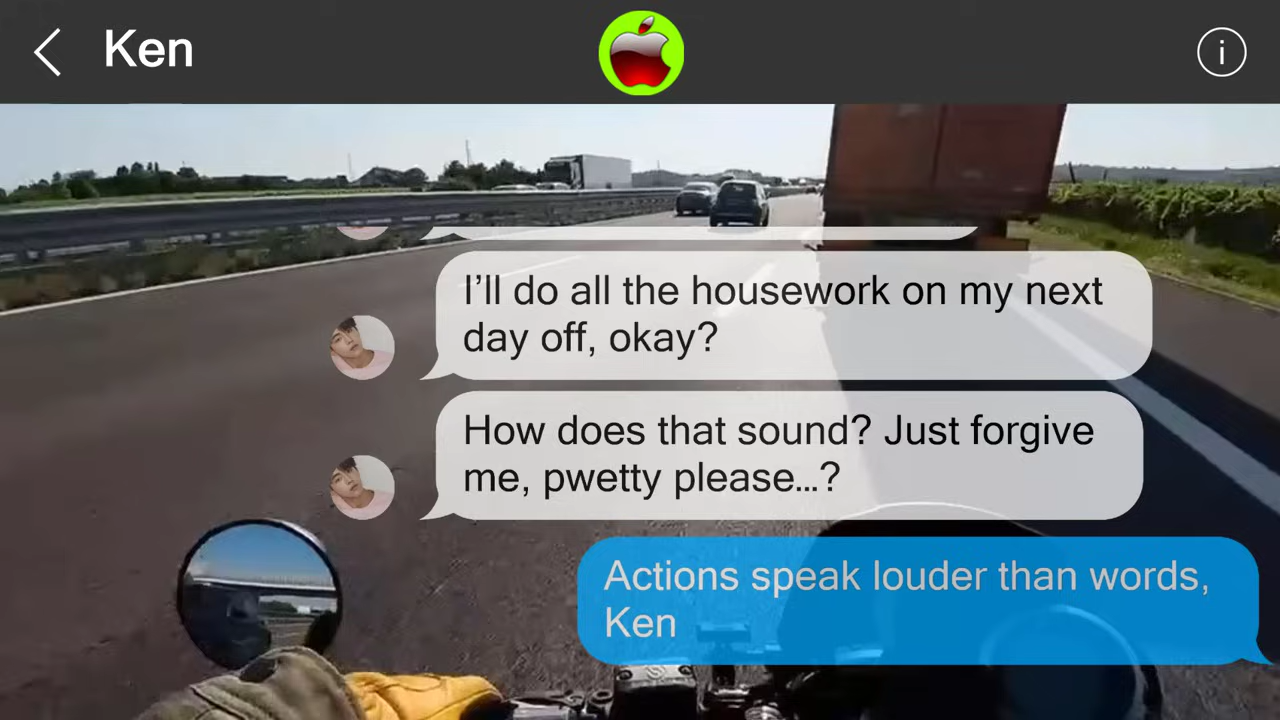 Ken
i
I’ll do all the housework on my next
day off, okay?
How does that sound? Just forgive
me, pwetty please…?
Actions speak louder than words,
Ken